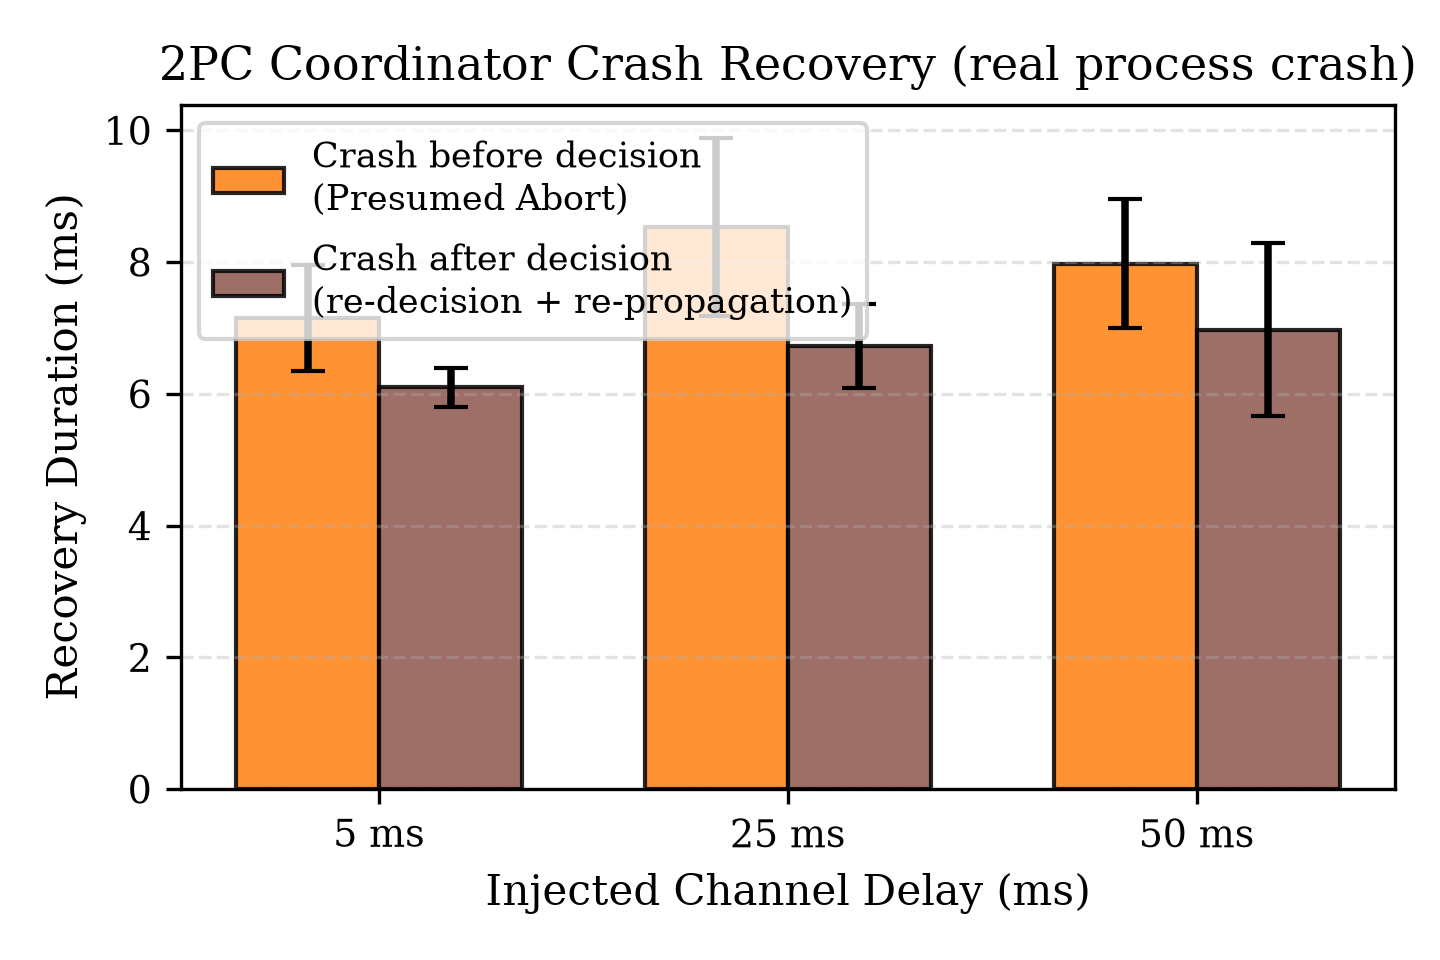 2PC Coordinator Crash Recovery (real process crash)
Crash before decision
(Presumed Abort)
Crash after decision
(re-decision + re-propagation)
Recovery Duration (ms)
10
8
6
4
2
0
5 ms
25 ms
50 ms
Injected Channel Delay (ms)